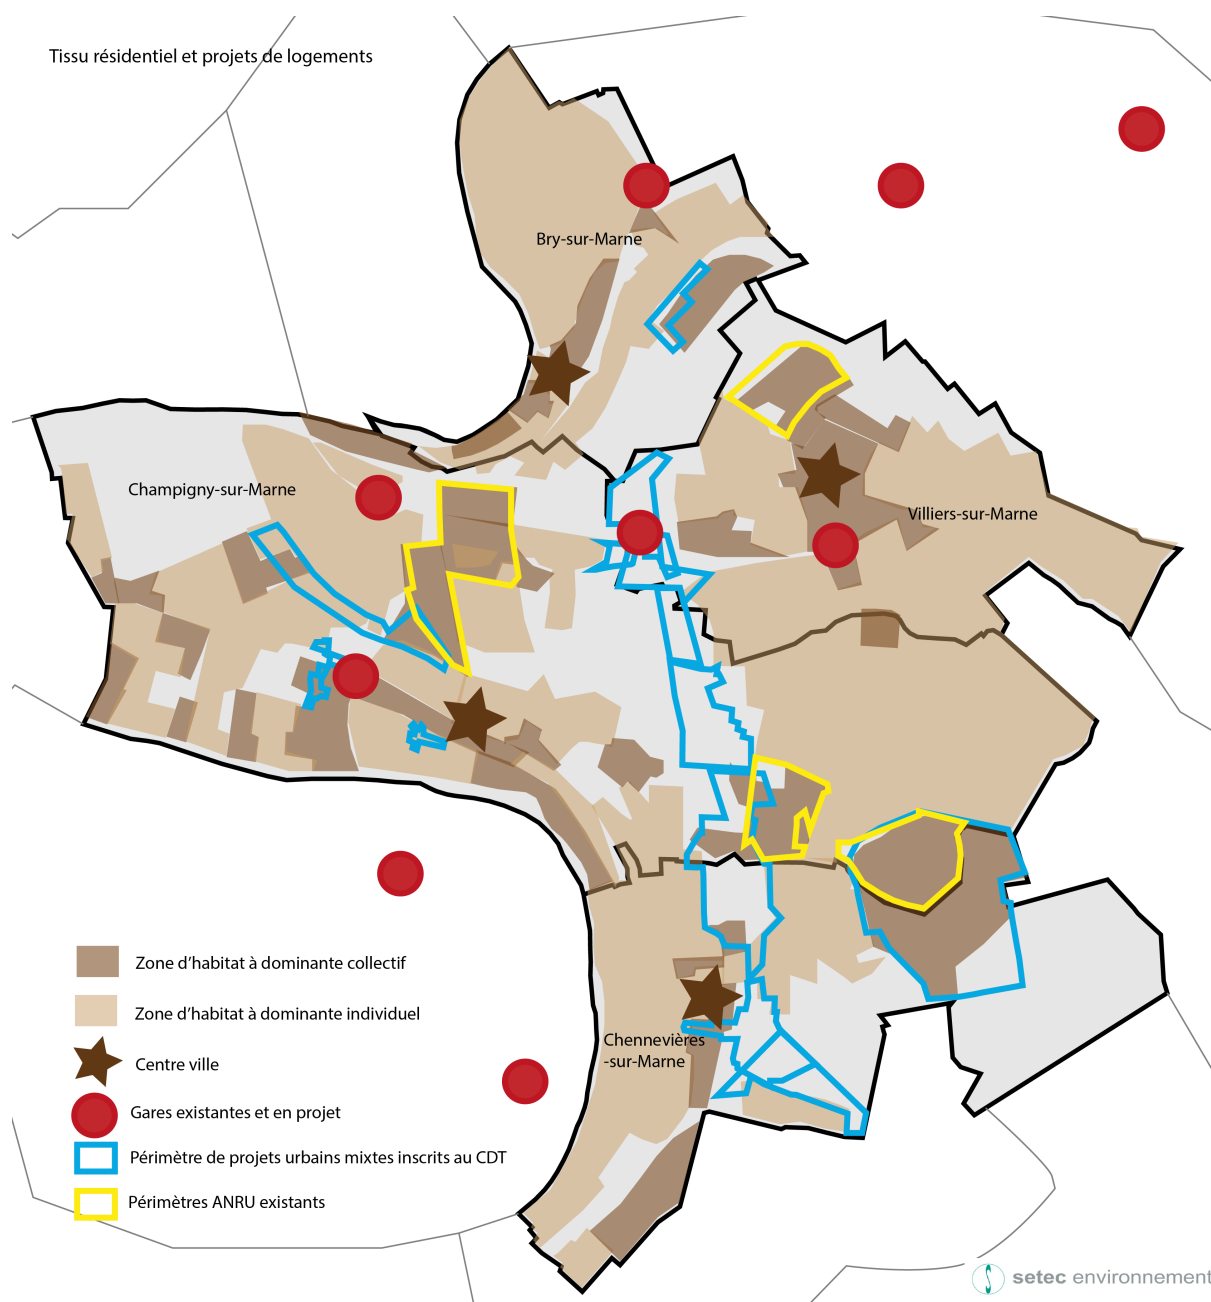 Tissu résidentiel et projets de logements
Bry-sur-Marne
Champigny-sur-Marne
Villiers-sur-Marne
Chennevières
-sur-Marne
Zone d'habitat à dominante collectif
Zone d'habitat à dominante individuel
Centre ville
Gares existantes et en projet
Périmètre de projets urbains mixtes inscrits au CDT
Périmètres ANRU existants
setec environnement